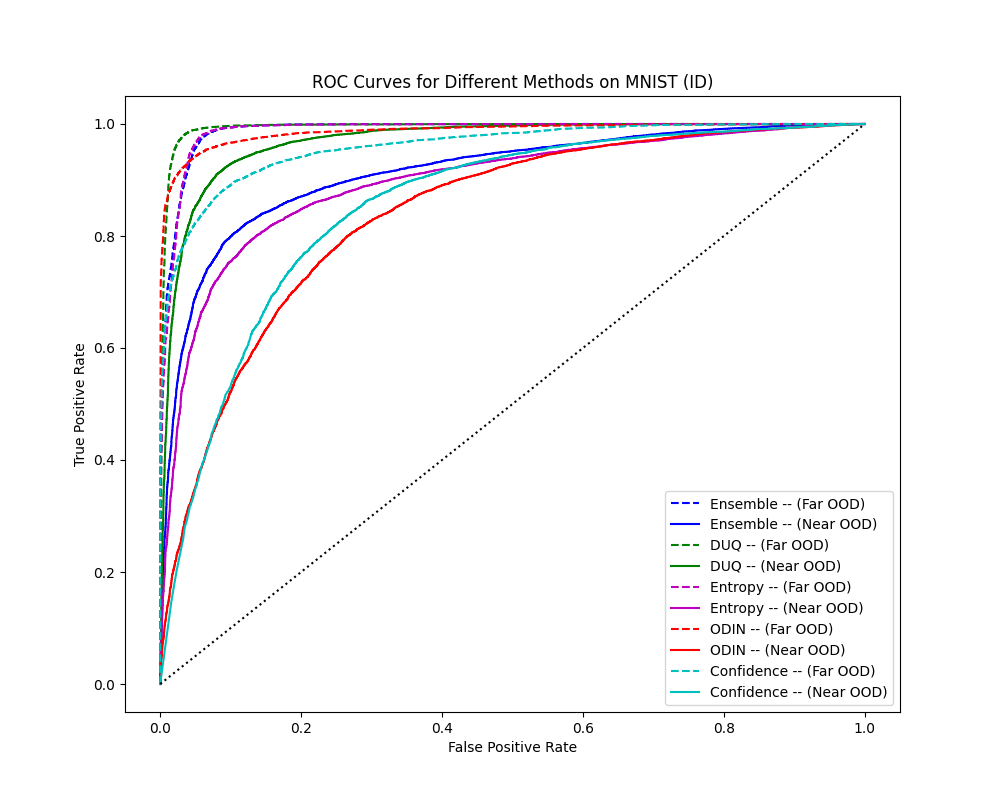 ROC Curves for Different Methods on MNIST (ID)
True Positive Rate
1.0
0.8
0.6
0.4
0.2
0.0
0.0 0.2 0.4 0.6 0.8 1.0
False Positive Rate
Ensemble -- (Far OOD)
Ensemble -- (Near OOD)
DUQ -- (Far OOD)
DUQ -- (Near OOD)
Entropy -- (Far OOD)
Entropy -- (Near OOD)
ODIN -- (Far OOD)
ODIN -- (Near OOD)
Confidence -- (Far OOD)
Confidence -- (Near OOD)